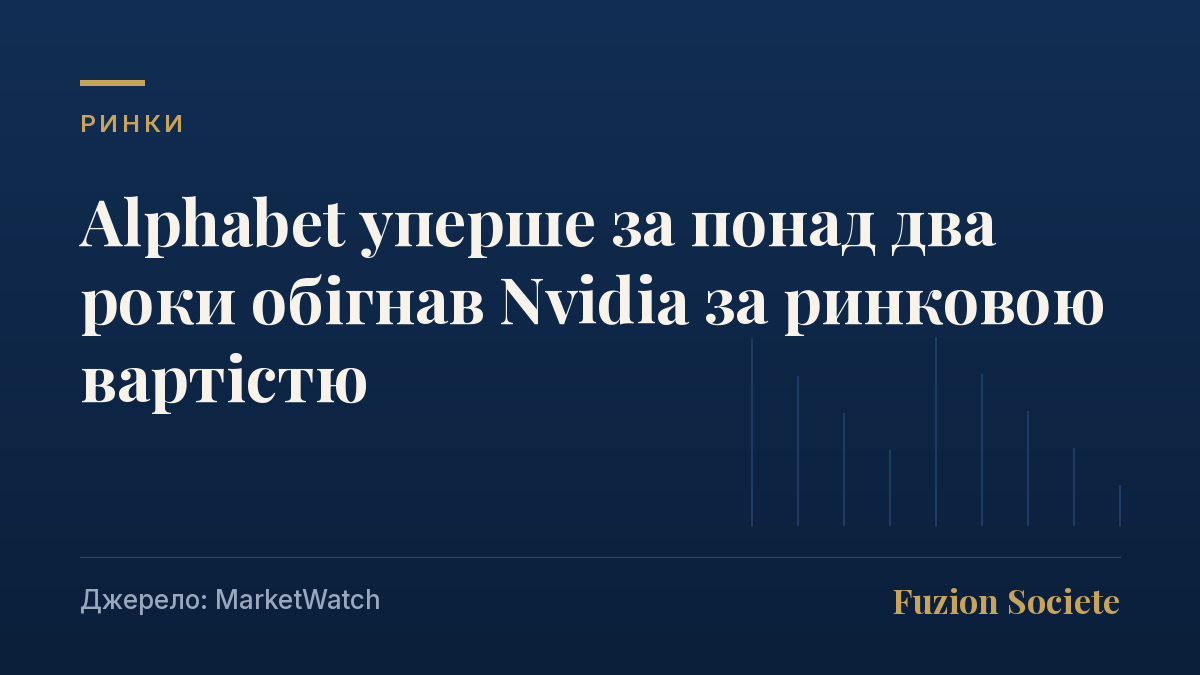 РИНКИ
Alphabet уперше за понад два
роки обігнав Nvidia за ринковою
вартістю
Джерело: MarketWatch
Fuzion Societe